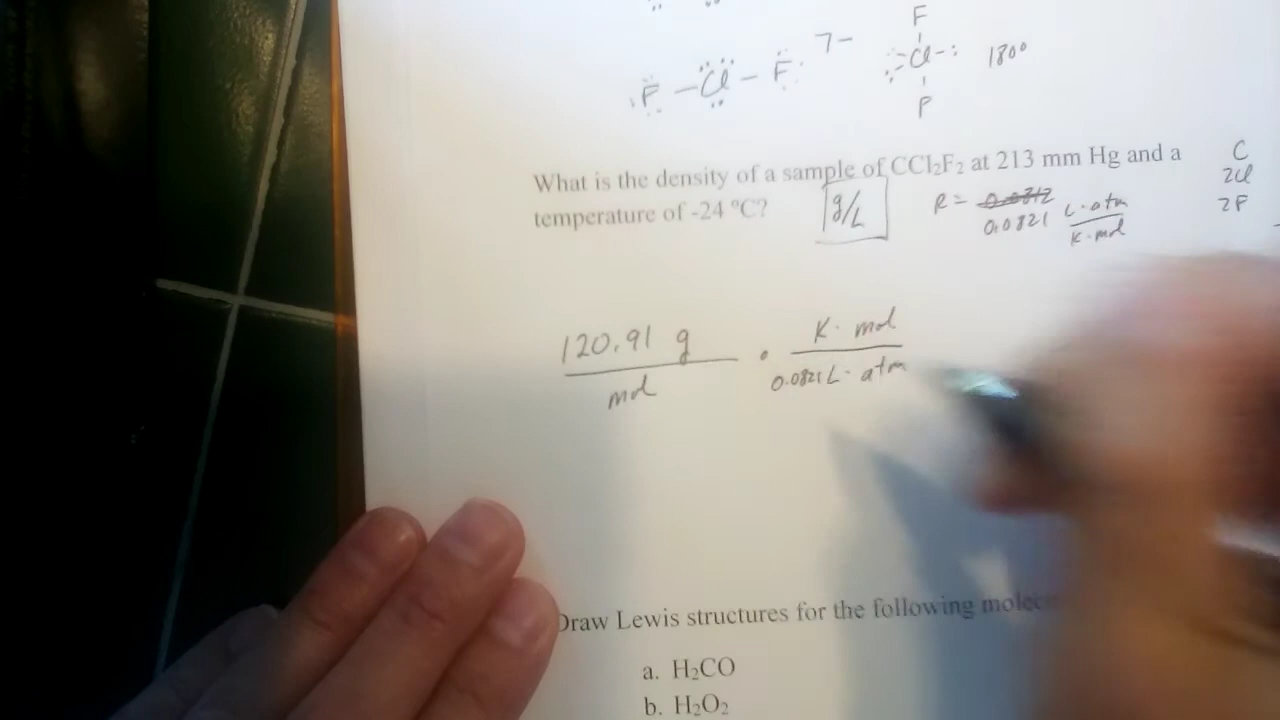 F
F - Cl - F 7-
Cl 180°
F
What is the density of a sample of CCl₂F₂ at 213 mm Hg and a
temperature of -24 °C?
g/L
R = 0.0812
0.0821 L·atm
K·mol
C
2Cl
2F
120.91 g
mol
·
K· mol
0.0821 L· atm
Draw Lewis structures for the following
a. H₂CO
b. H₂O₂